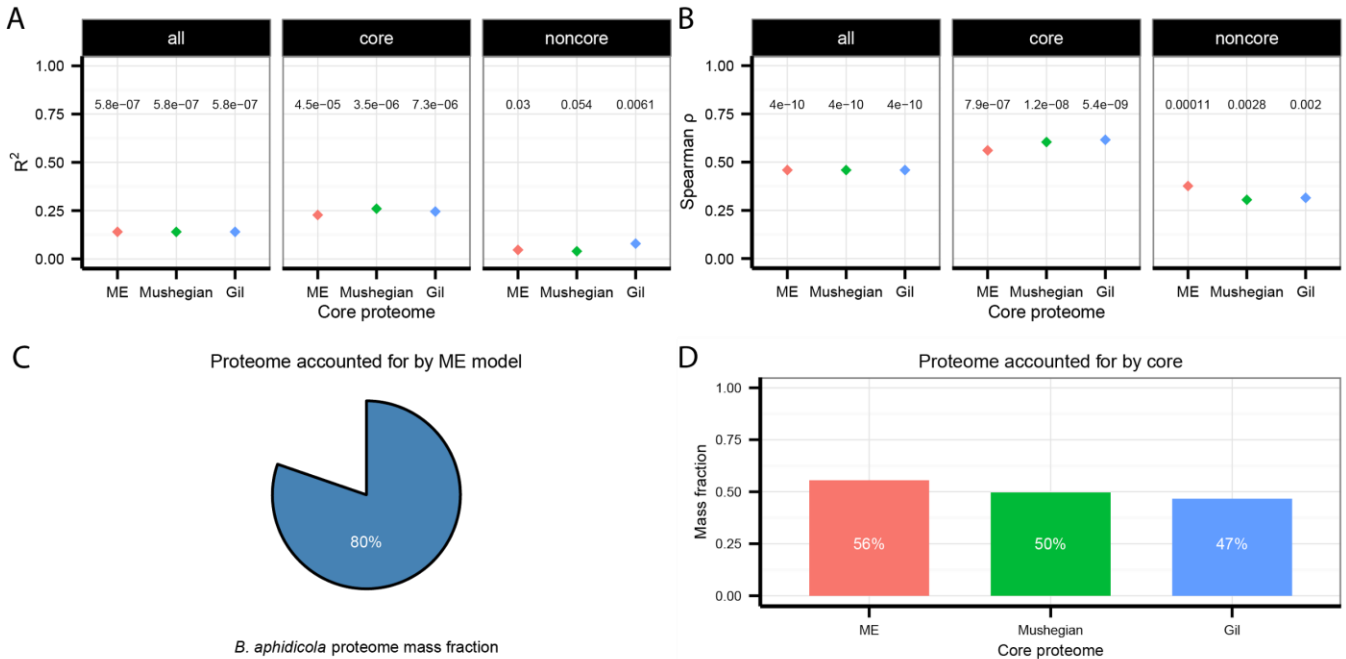 A
all core noncore
1.00
0.75
0.50
0.25
0.00
R²
5.8e−07 5.8e−07 5.8e−07 4.5e−05 3.5e−06 7.3e−06 0.03 0.054 0.0061
ME Mushegian Gil ME Mushegian Gil ME Mushegian Gil
Core proteome
B
all core noncore
1.00
0.75
0.50
0.25
0.00
Spearman ρ
4e−10 4e−10 4e−10 7.9e−07 1.2e−08 5.4e−09 0.00011 0.0028 0.002
ME Mushegian Gil ME Mushegian Gil ME Mushegian Gil
Core proteome
C
Proteome accounted for by ME model
80%
B. aphidicola proteome mass fraction
D
Proteome accounted for by core
1.00
0.75
0.50
0.25
0.00
Mass fraction
56% 50% 47%
ME Mushegian Gil
Core proteome